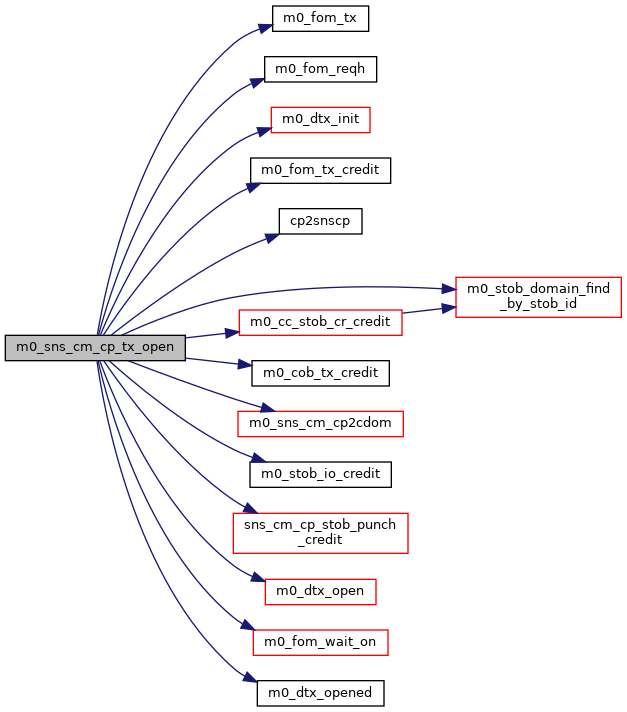 m0_fom_tx
m0_fom_reqh
m0_dtx_init
m0_fom_tx_credit
cp2snscp
m0_stob_domain_find
_by_stob_id
m0_cc_stob_cr_credit
m0_sns_cm_cp_tx_open
m0_cob_tx_credit
m0_sns_cm_cp2cdom
m0_stob_io_credit
sns_cm_cp_stob_punch
_credit
m0_dtx_open
m0_fom_wait_on
m0_dtx_opened